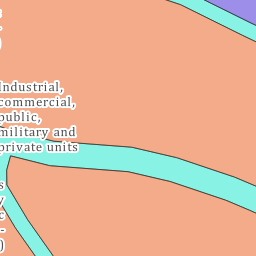 Industrial,
commercial,
public,
military and
private units
s
y
c
-
)